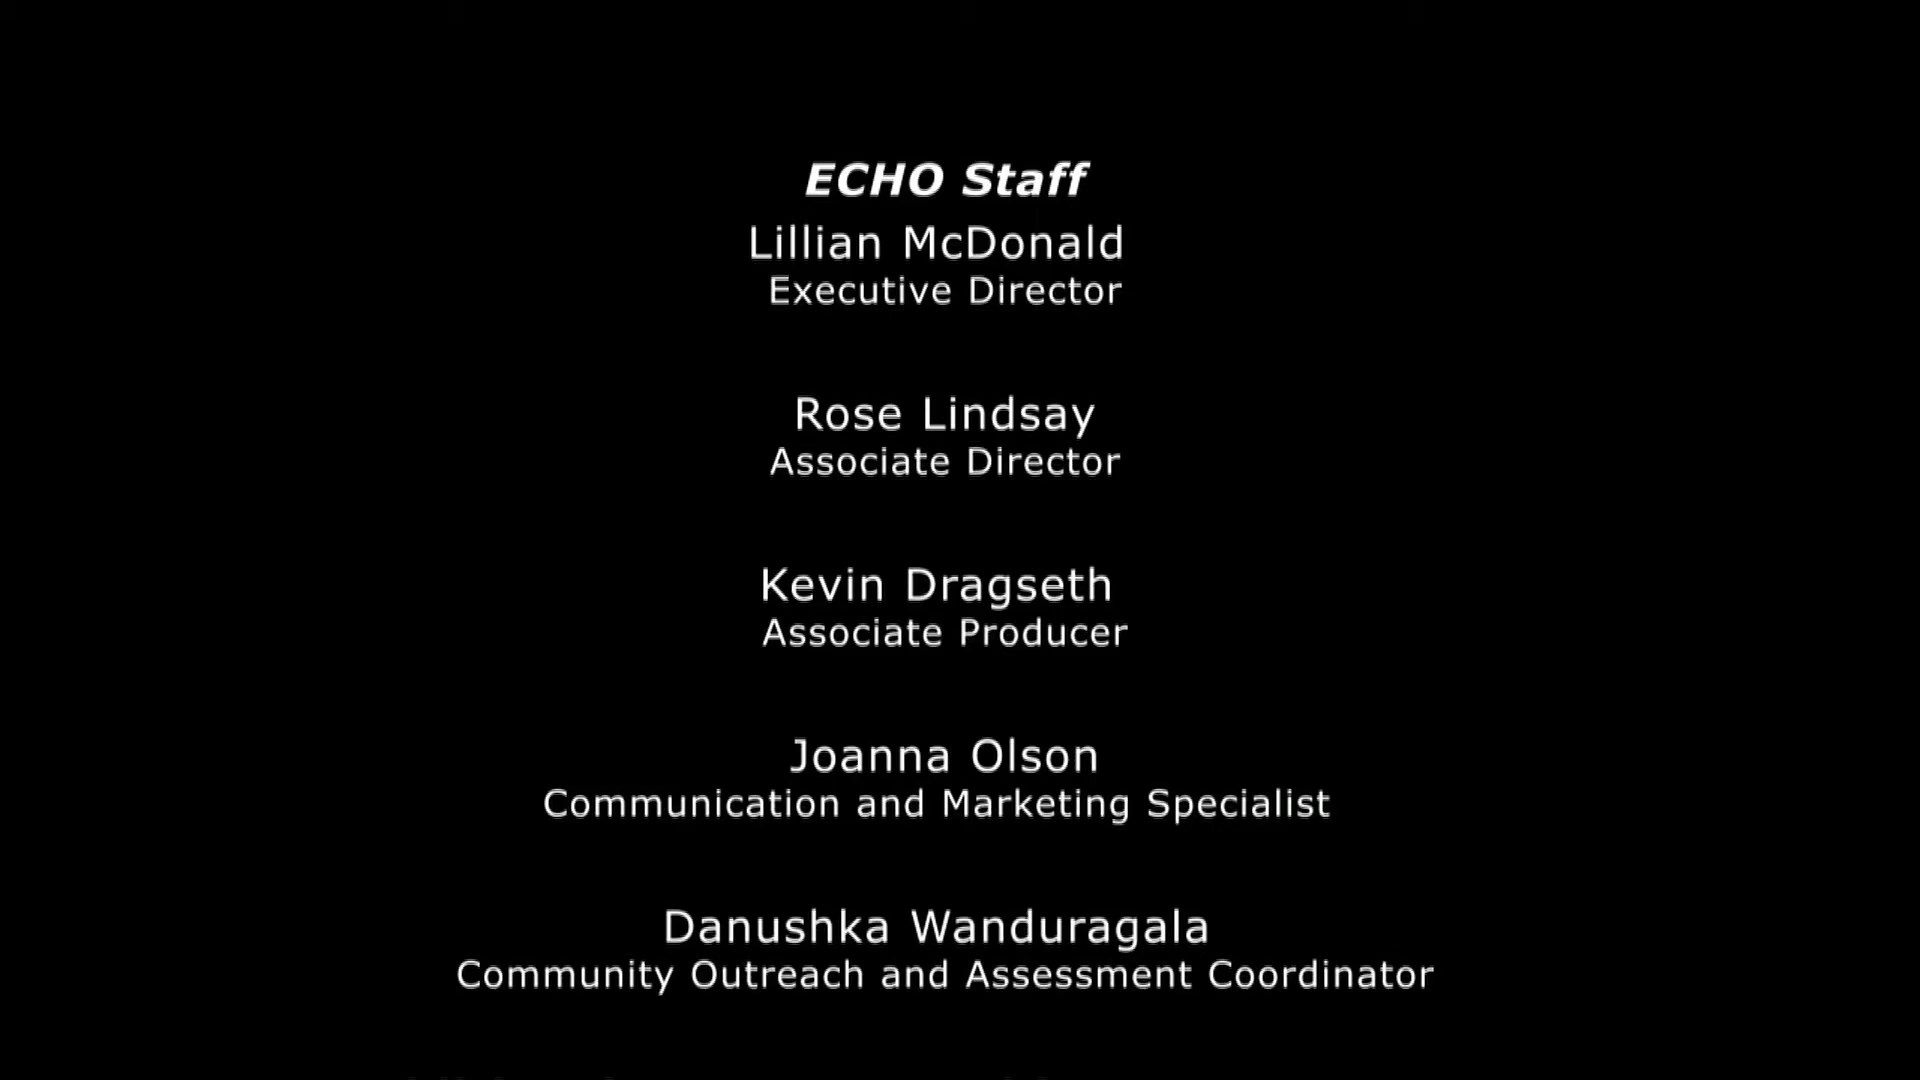 ECHO Staff
Lillian McDonald
Executive Director
Rose Lindsay
Associate Director
Kevin Dragseth
Associate Producer
Joanna Olson
Communication and Marketing Specialist
Danushka Wanduragala
Community Outreach and Assessment Coordinator